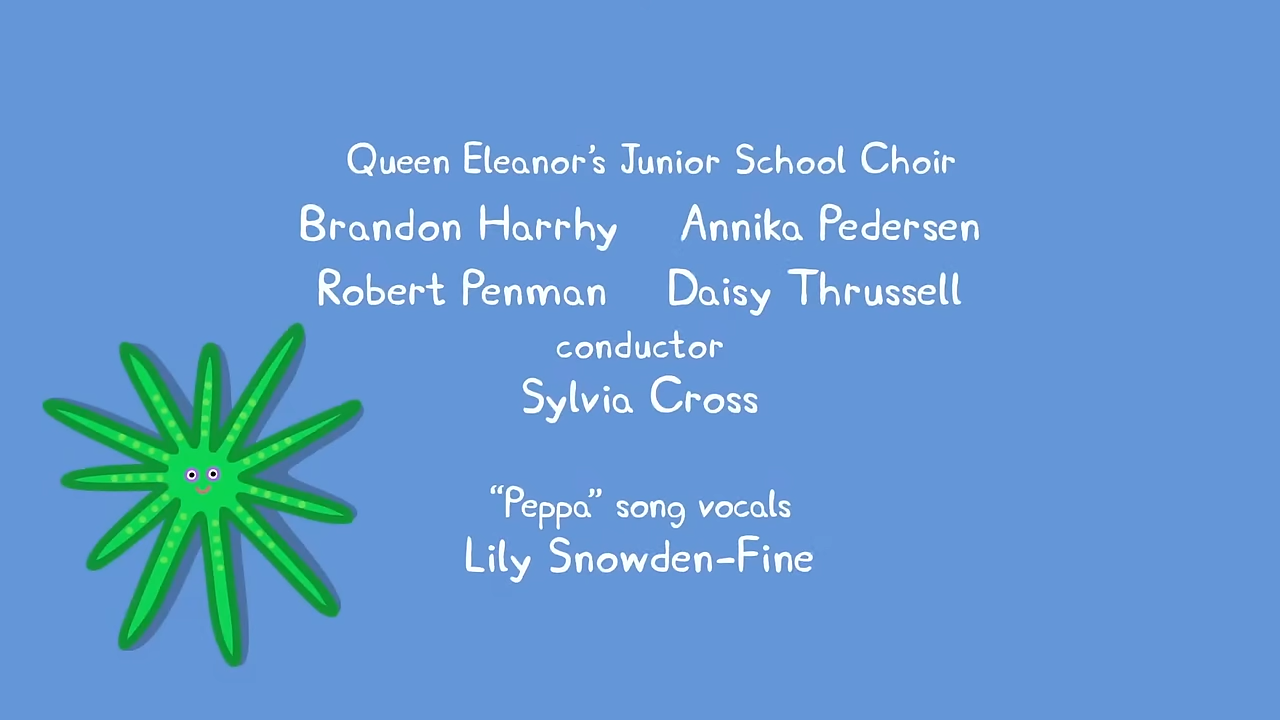 Queen Eleanor's Junior School Choir
Brandon Harrhy Annika Pedersen
Robert Penman Daisy Thrussell
conductor
Sylvia Cross
“Peppa” song vocals
Lily Snowden-Fine